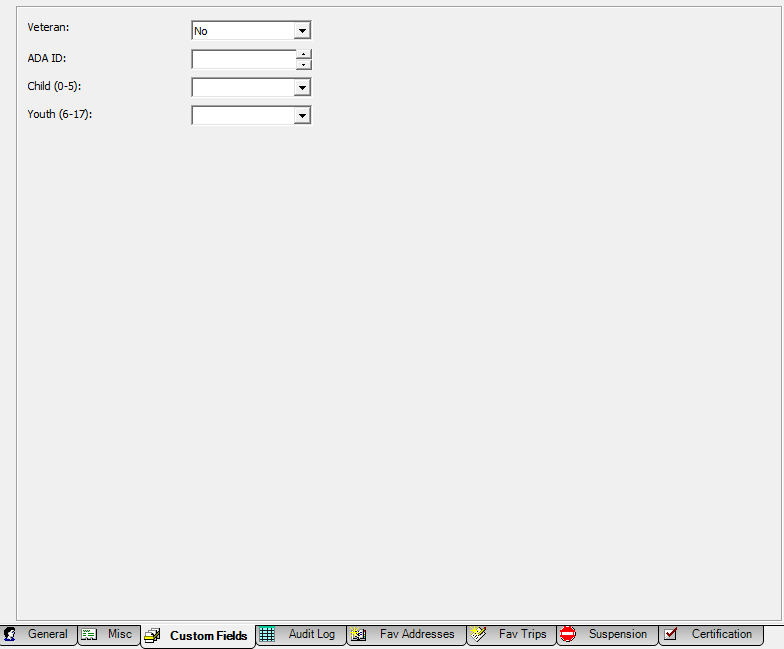 Veteran: No
ADA ID:
Child (0-5):
Youth (6-17):
General Misc Custom Fields Audit Log Fav Addresses Fav Trips Suspension Certification